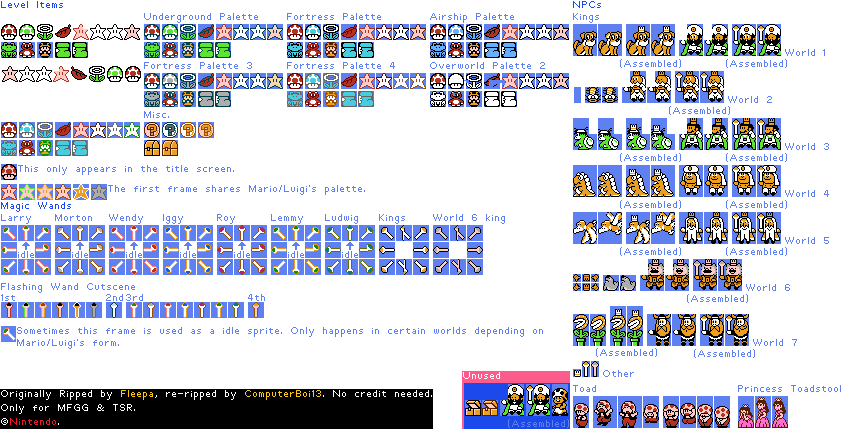 Level Items
Underground Palette
Fortress Palette
Airship Palette
Fortress Palette 3
Fortress Palette 4
Overworld Palette 2
Misc.
This only appears in the title screen.
The first frame shares Mario/Luigi's palette.
Magic Wands
Larry
Morton
Wendy
Iggy
Roy
Lemmy
Ludwig
Kings
World 6 king
idle
idle
idle
idle
idle
idle
idle
Flashing Wand Cutscene
1st
2nd
3rd
4th
Sometimes this frame is used as a idle sprite. Only happens in certain worlds depending on
Mario/Luigi's form.
Originally Ripped by Fleepa, re-ripped by ComputerBoi13. No credit needed.
Only for MFGG & TSR.
©Nintendo.
Unused
(Assembled)
NPCs
Kings
World 1
(Assembled)
(Assembled)
World 2
(Assembled)
World 3
(Assembled)
(Assembled)
World 4
(Assembled)
(Assembled)
World 5
(Assembled)
(Assembled)
World 6
(Assembled)
World 7
(Assembled)
(Assembled)
Other
Toad
Princess Toadstool